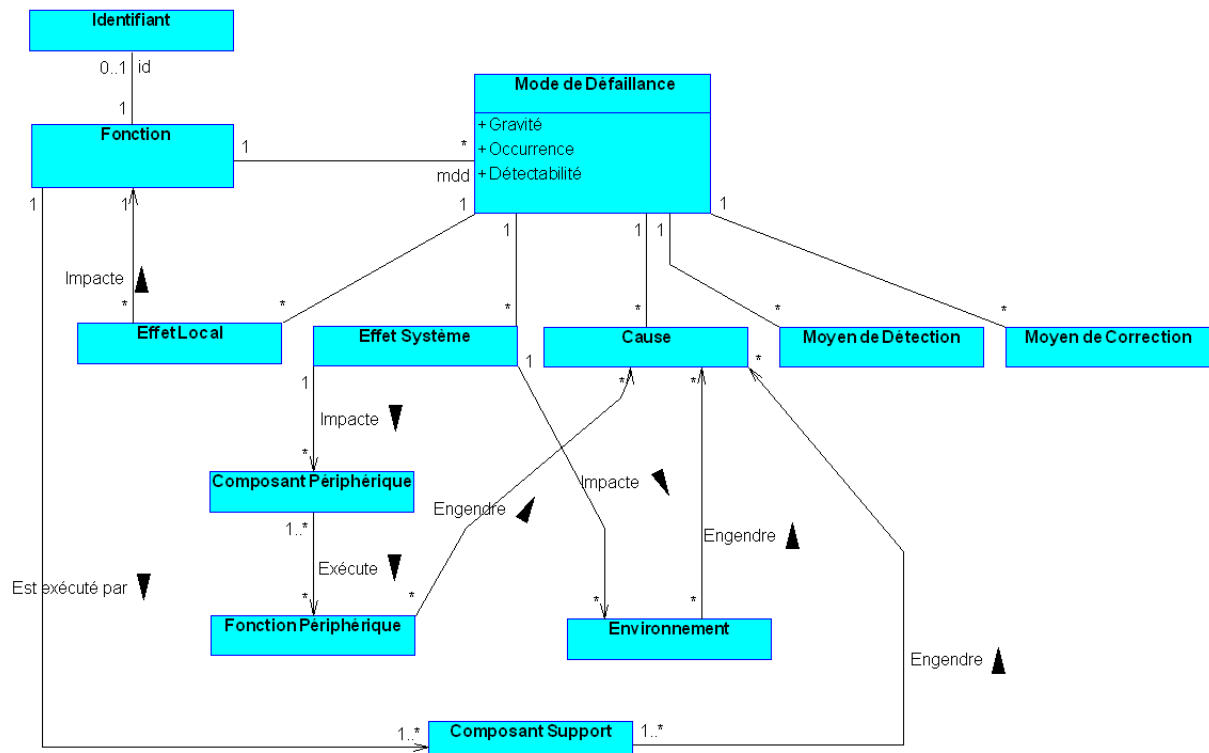 Identifiant
0..1 id
1
Fonction
Mode de Défaillance
+ Gravité
+ Occurrence
+ Détectabilité
1 *
mdd
1 1
1 1 1 1 1
Impacte
* * * * * *
Effet Local
Effet Système
Cause
Moyen de Détection
Moyen de Correction
1 1 * * *
Impacte
*
Composant Périphérique
Impacte
1..*
Engendre
Engendre
Exécute
Est exécuté par
* * * *
Fonction Périphérique
Environnement
Engendre
1..* 1..*
Composant Support